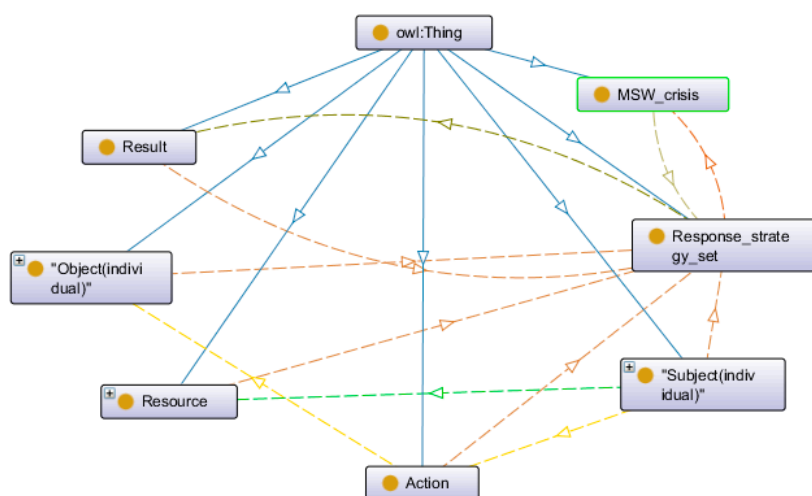 owl:Thing
MSW_crisis
Result
Response_strate
gy_set
"Object(indivi
dual)"
"Subject(indiv
idual)"
Resource
Action